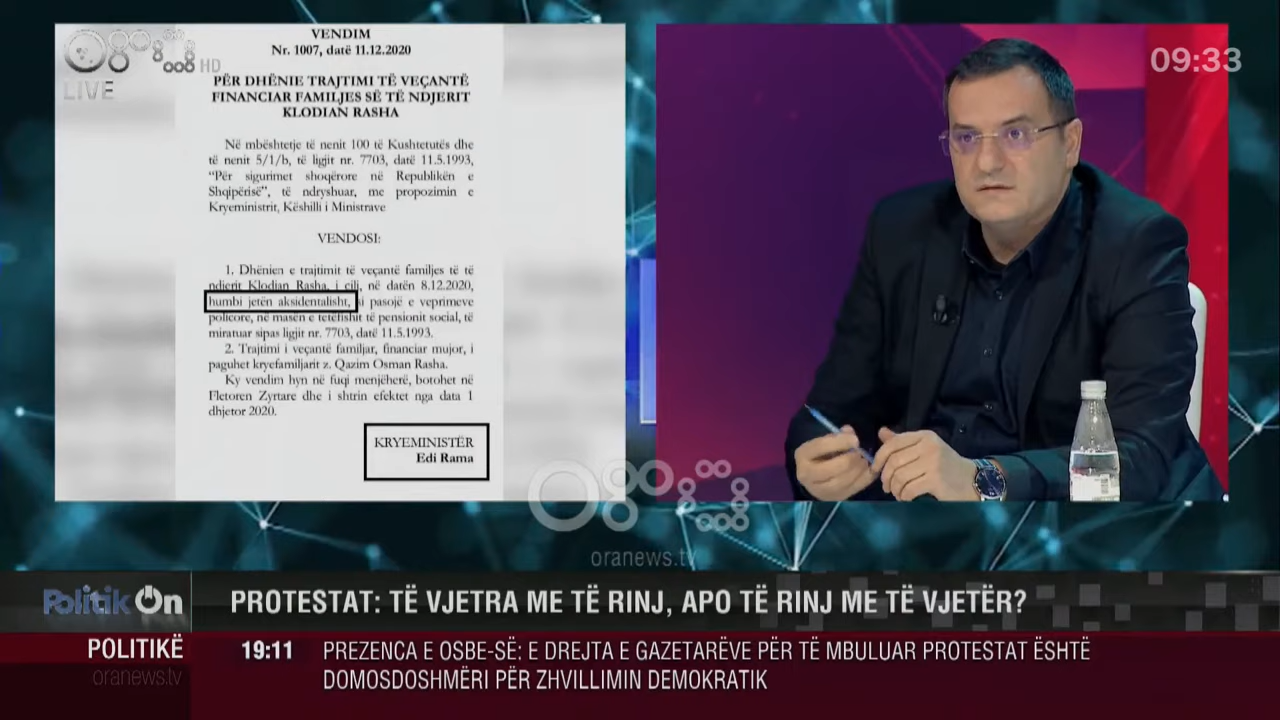 HD
LIVE
09:33
VENDIM
Nr. 1007, datë 11.12.2020
PËR DHËNIE TRAJTIMI TË VEÇANTË
FINANCIAR FAMILJES SË TË NDJERIT
KLODIAN RASHA
Në mbështetje të nenit 100 të Kushtetutës dhe
të nenit 5/1/b, të ligjit nr. 7703, datë 11.5.1993,
“Për sigurimet shoqërore në Republikën e
Shqipërisë”, të ndryshuar, me propozimin e
Kryeministrit, Këshilli i Ministrave
VENDOSI:
1. Dhënien e trajtimit të veçantë familjes të të
ndjerit Klodian Rasha, i cili, në datën 8.12.2020,
humbi jetën aksidentalisht, si pasojë e veprimeve
policore, në masën e tetëfishit të pensionit social, të
miratuar sipas ligjit nr. 7703, datë 11.5.1993.
2. Trajtimi i veçantë familjar, financiar mujor, i
paguhet kryefamiljarit z. Qazim Osman Rasha.
Ky vendim hyn në fuqi menjëherë, botohet në
Fletoren Zyrtare dhe i shtrin efektet nga data 1
dhjetor 2020.
KRYEMINISTËR
Edi Rama
oranews.tv
Politik On
PROTESTAT: TË VJETRA ME TË RINJ, APO TË RINJ ME TË VJETËR?
POLITIKË
oranews.tv
19:11
PREZENCA E OSBE-SË: E DREJTA E GAZETARËVE PËR TË MBULUAR PROTESTAT ËSHTË
DOMOSDOSHMËRI PËR ZHVILLIMIN DEMOKRATIK